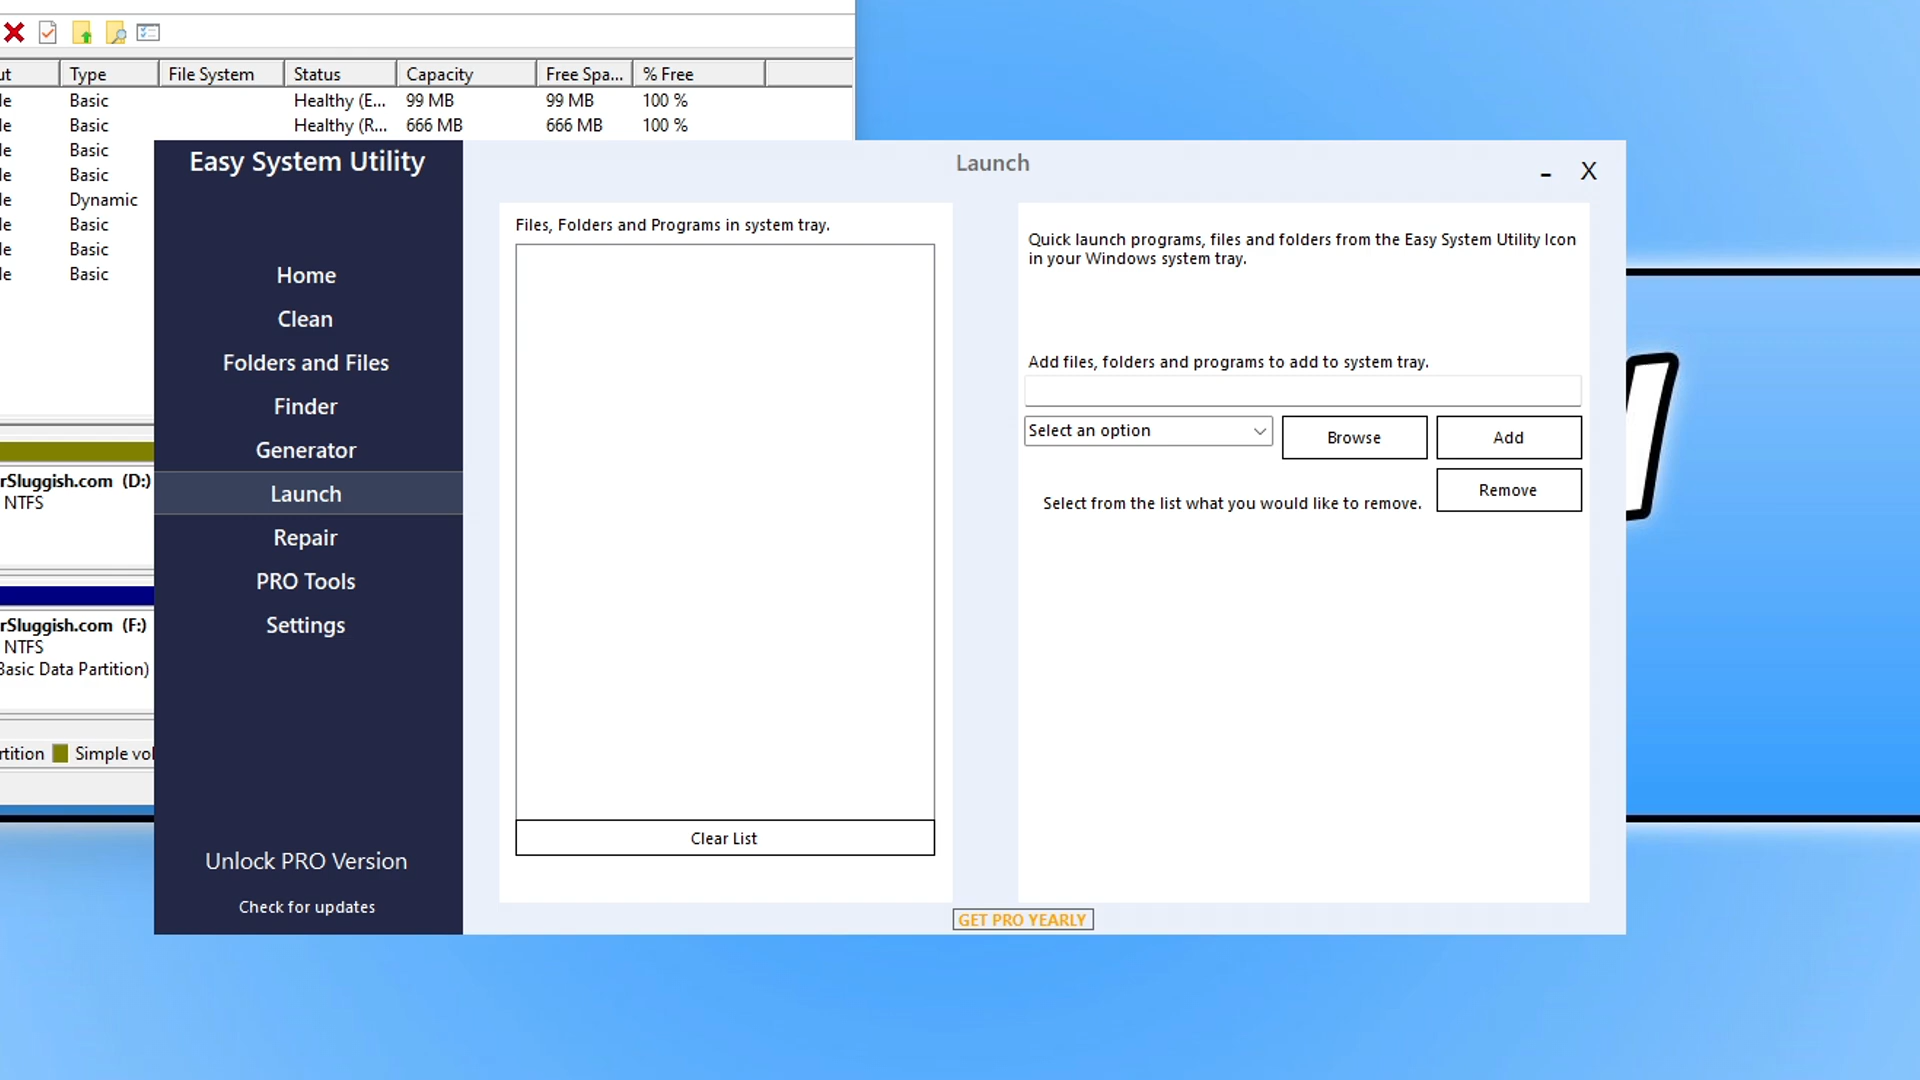 Type File System Status Capacity Free Spa... % Free
Basic Healthy (E... 99 MB 99 MB 100 %
Basic Healthy (R... 666 MB 666 MB 100 %
Basic
Basic
Dynamic
Basic
Basic
Basic
rSluggish.com (D:)
NTFS
rSluggish.com (F:)
NTFS
Basic Data Partition)
rtition Simple vol
Easy System Utility
Home
Clean
Folders and Files
Finder
Generator
Launch
Repair
PRO Tools
Settings
Unlock PRO Version
Check for updates
Launch
- X
Files, Folders and Programs in system tray.
Clear List
Quick launch programs, files and folders from the Easy System Utility Icon
in your Windows system tray.
Add files, folders and programs to add to system tray.
Select an option Browse Add
Select from the list what you would like to remove. Remove
GET PRO YEARLY